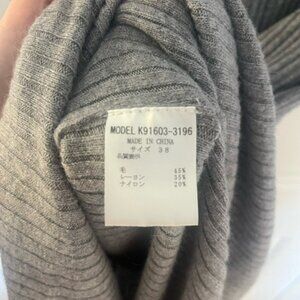 MODEL K91603-3196
MADE IN CHINA
サイズ 38
品質表示
毛 45%
レーヨン 35%
ナイロン 20%